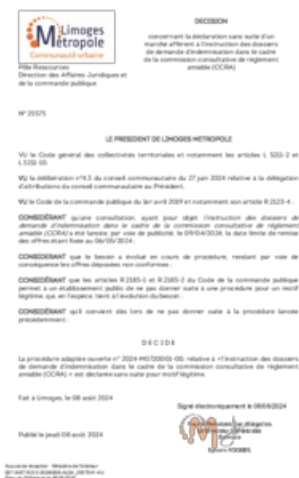 Limoges
Métropole
Communauté urbaine
Pôle Ressources
Direction des Affaires Juridiques et
de la commande publique
DECISION
concernant la déclaration sans suite d'un
marché afférent à l'instruction des dossiers
de demande d'indemnisation dans le cadre
de la commission consultative de règlement
amiable (CCRA)
N° 25575
LE PRESIDENT DE LIMOGES METROPOLE
VU le Code général des collectivités territoriales et notamment les articles L 5211-2 et
L 5211-10
VU la délibération n°4.3 du conseil communautaire du 27 juin 2024 relative à la délégation
d'attributions du conseil communautaire au Président,
VU le Code de la commande publique du 1er avril 2019 et notamment son article R.2123-4 :
CONSIDÉRANT qu'une consultation, ayant pour objet l'instruction des dossiers de
demande d'indemnisation dans le cadre de la commission consultative de règlement
amiable (CCRA) a été lancée, par voie de publicité, le 09/04/2024, la date limite de remise
des offres étant fixée au 06/05/2024 ;
CONSIDÉRANT que le besoin a évolué en cours de procédure, rendant par voie de
conséquence les offres déposées non conformes ;
CONSIDÉRANT que les articles R.2185-1 et R.2185-2 du Code de la commande publique
permet à un établissement public de ne pas donner suite à une procédure pour un motif
légitime, que, en l'espèce, tient à l'évolution du besoin ;
CONSIDÉRANT qu'il convient dès lors de ne pas donner suite à la procédure lancée
précédemment ;
DECIDE
La procédure adaptée ouverte n° relative à «l'instruction des dossiers
de demande d'indemnisation dans le cadre de la commission consultative de règlement
amiable (CCRA) » est déclarée sans suite pour motif légitime.
Fait à Limoges, le 08 août 2024
Signé électroniquement le 08/08/2024
Publié le jeudi 08 août 2024
par délégation
Accusé de réception - Ministère de l'Intérieur